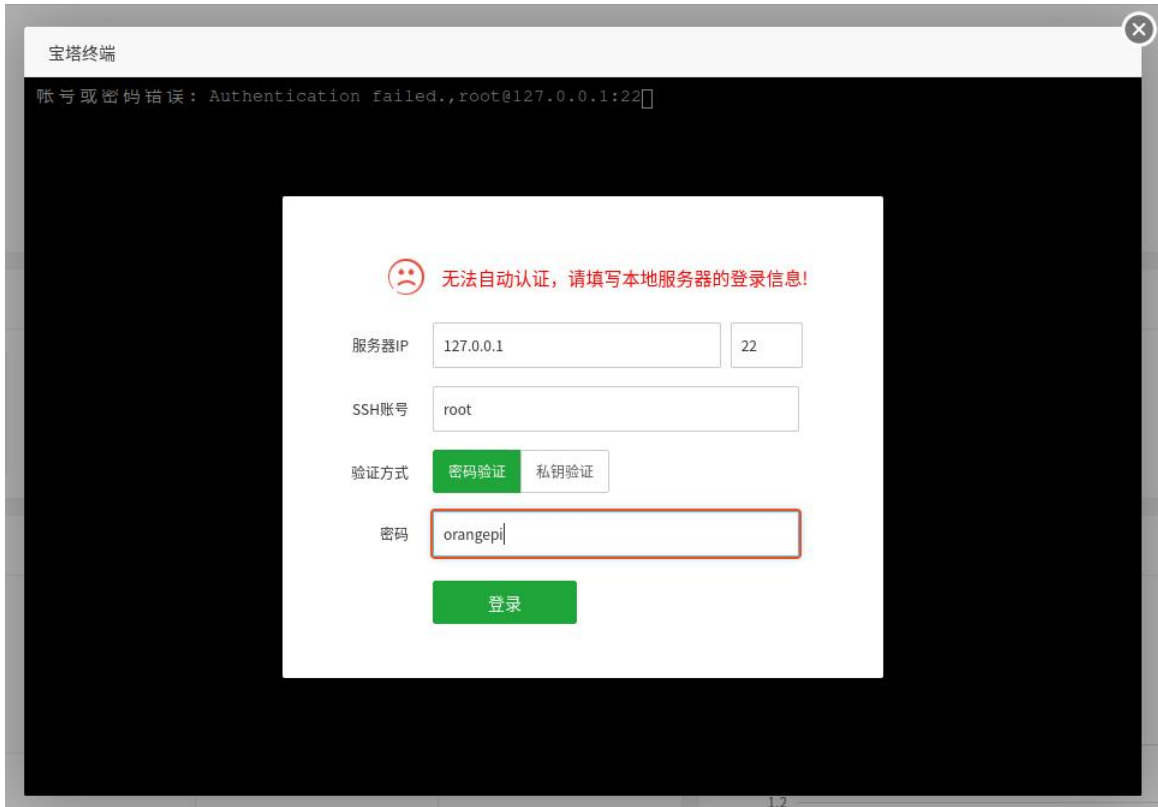 宝塔终端
账号或密码错误: Authentication failed.,root@127.0.0.1:22
无法自动认证，请填写本地服务器的登录信息!
服务器IP 127.0.0.1 22
SSH账号 root
验证方式 密码验证 私钥验证
密码 orangepi
登录
1.2